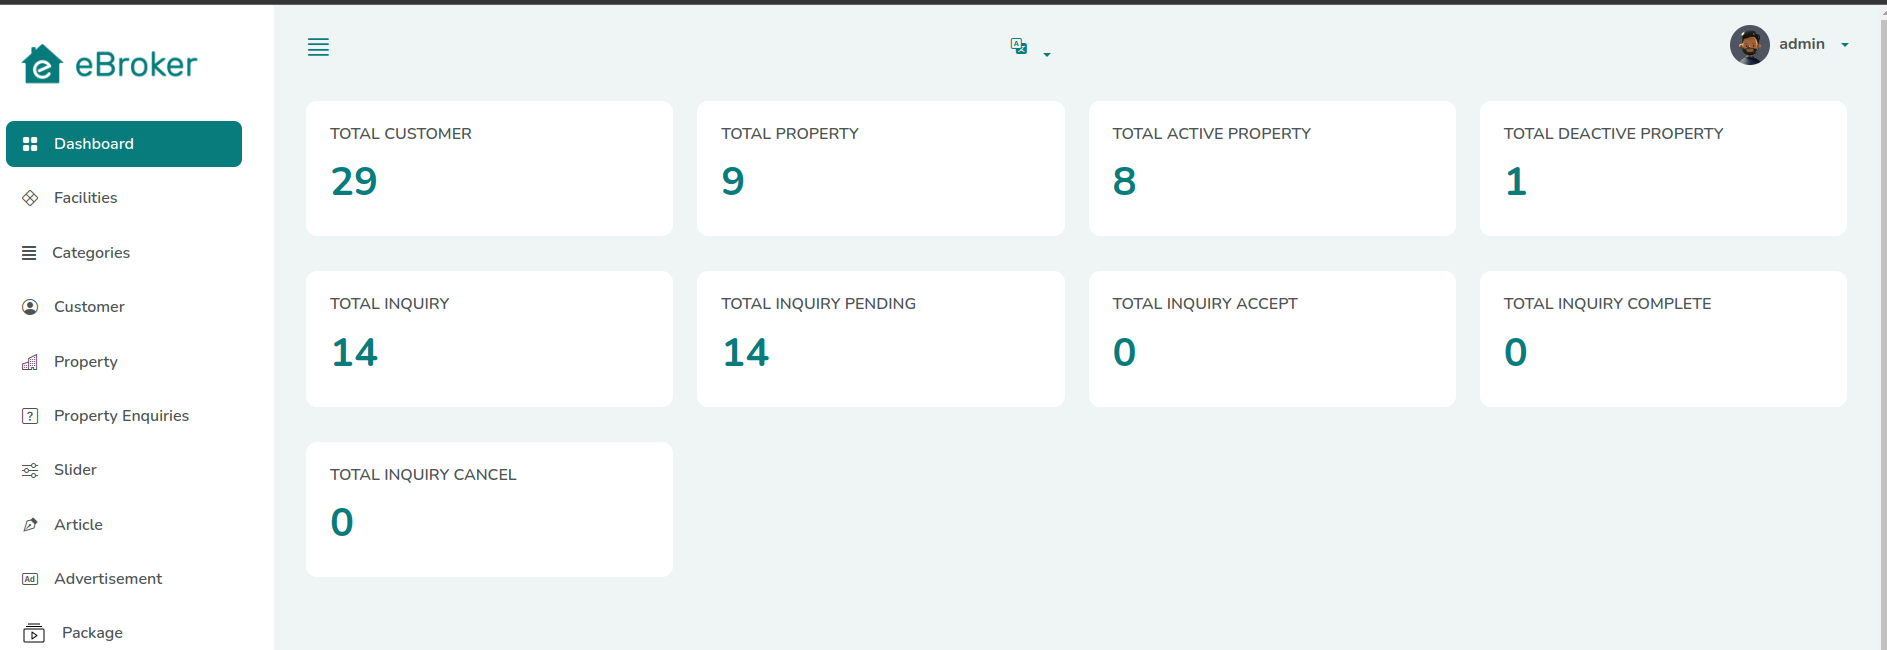 eBroker
admin
Dashboard
Facilities
Categories
Customer
Property
Property Enquiries
Slider
Article
Ad Advertisement
Package
TOTAL CUSTOMER
29
TOTAL PROPERTY
9
TOTAL ACTIVE PROPERTY
8
TOTAL DEACTIVE PROPERTY
1
TOTAL INQUIRY
14
TOTAL INQUIRY PENDING
14
TOTAL INQUIRY ACCEPT
0
TOTAL INQUIRY COMPLETE
0
TOTAL INQUIRY CANCEL
0